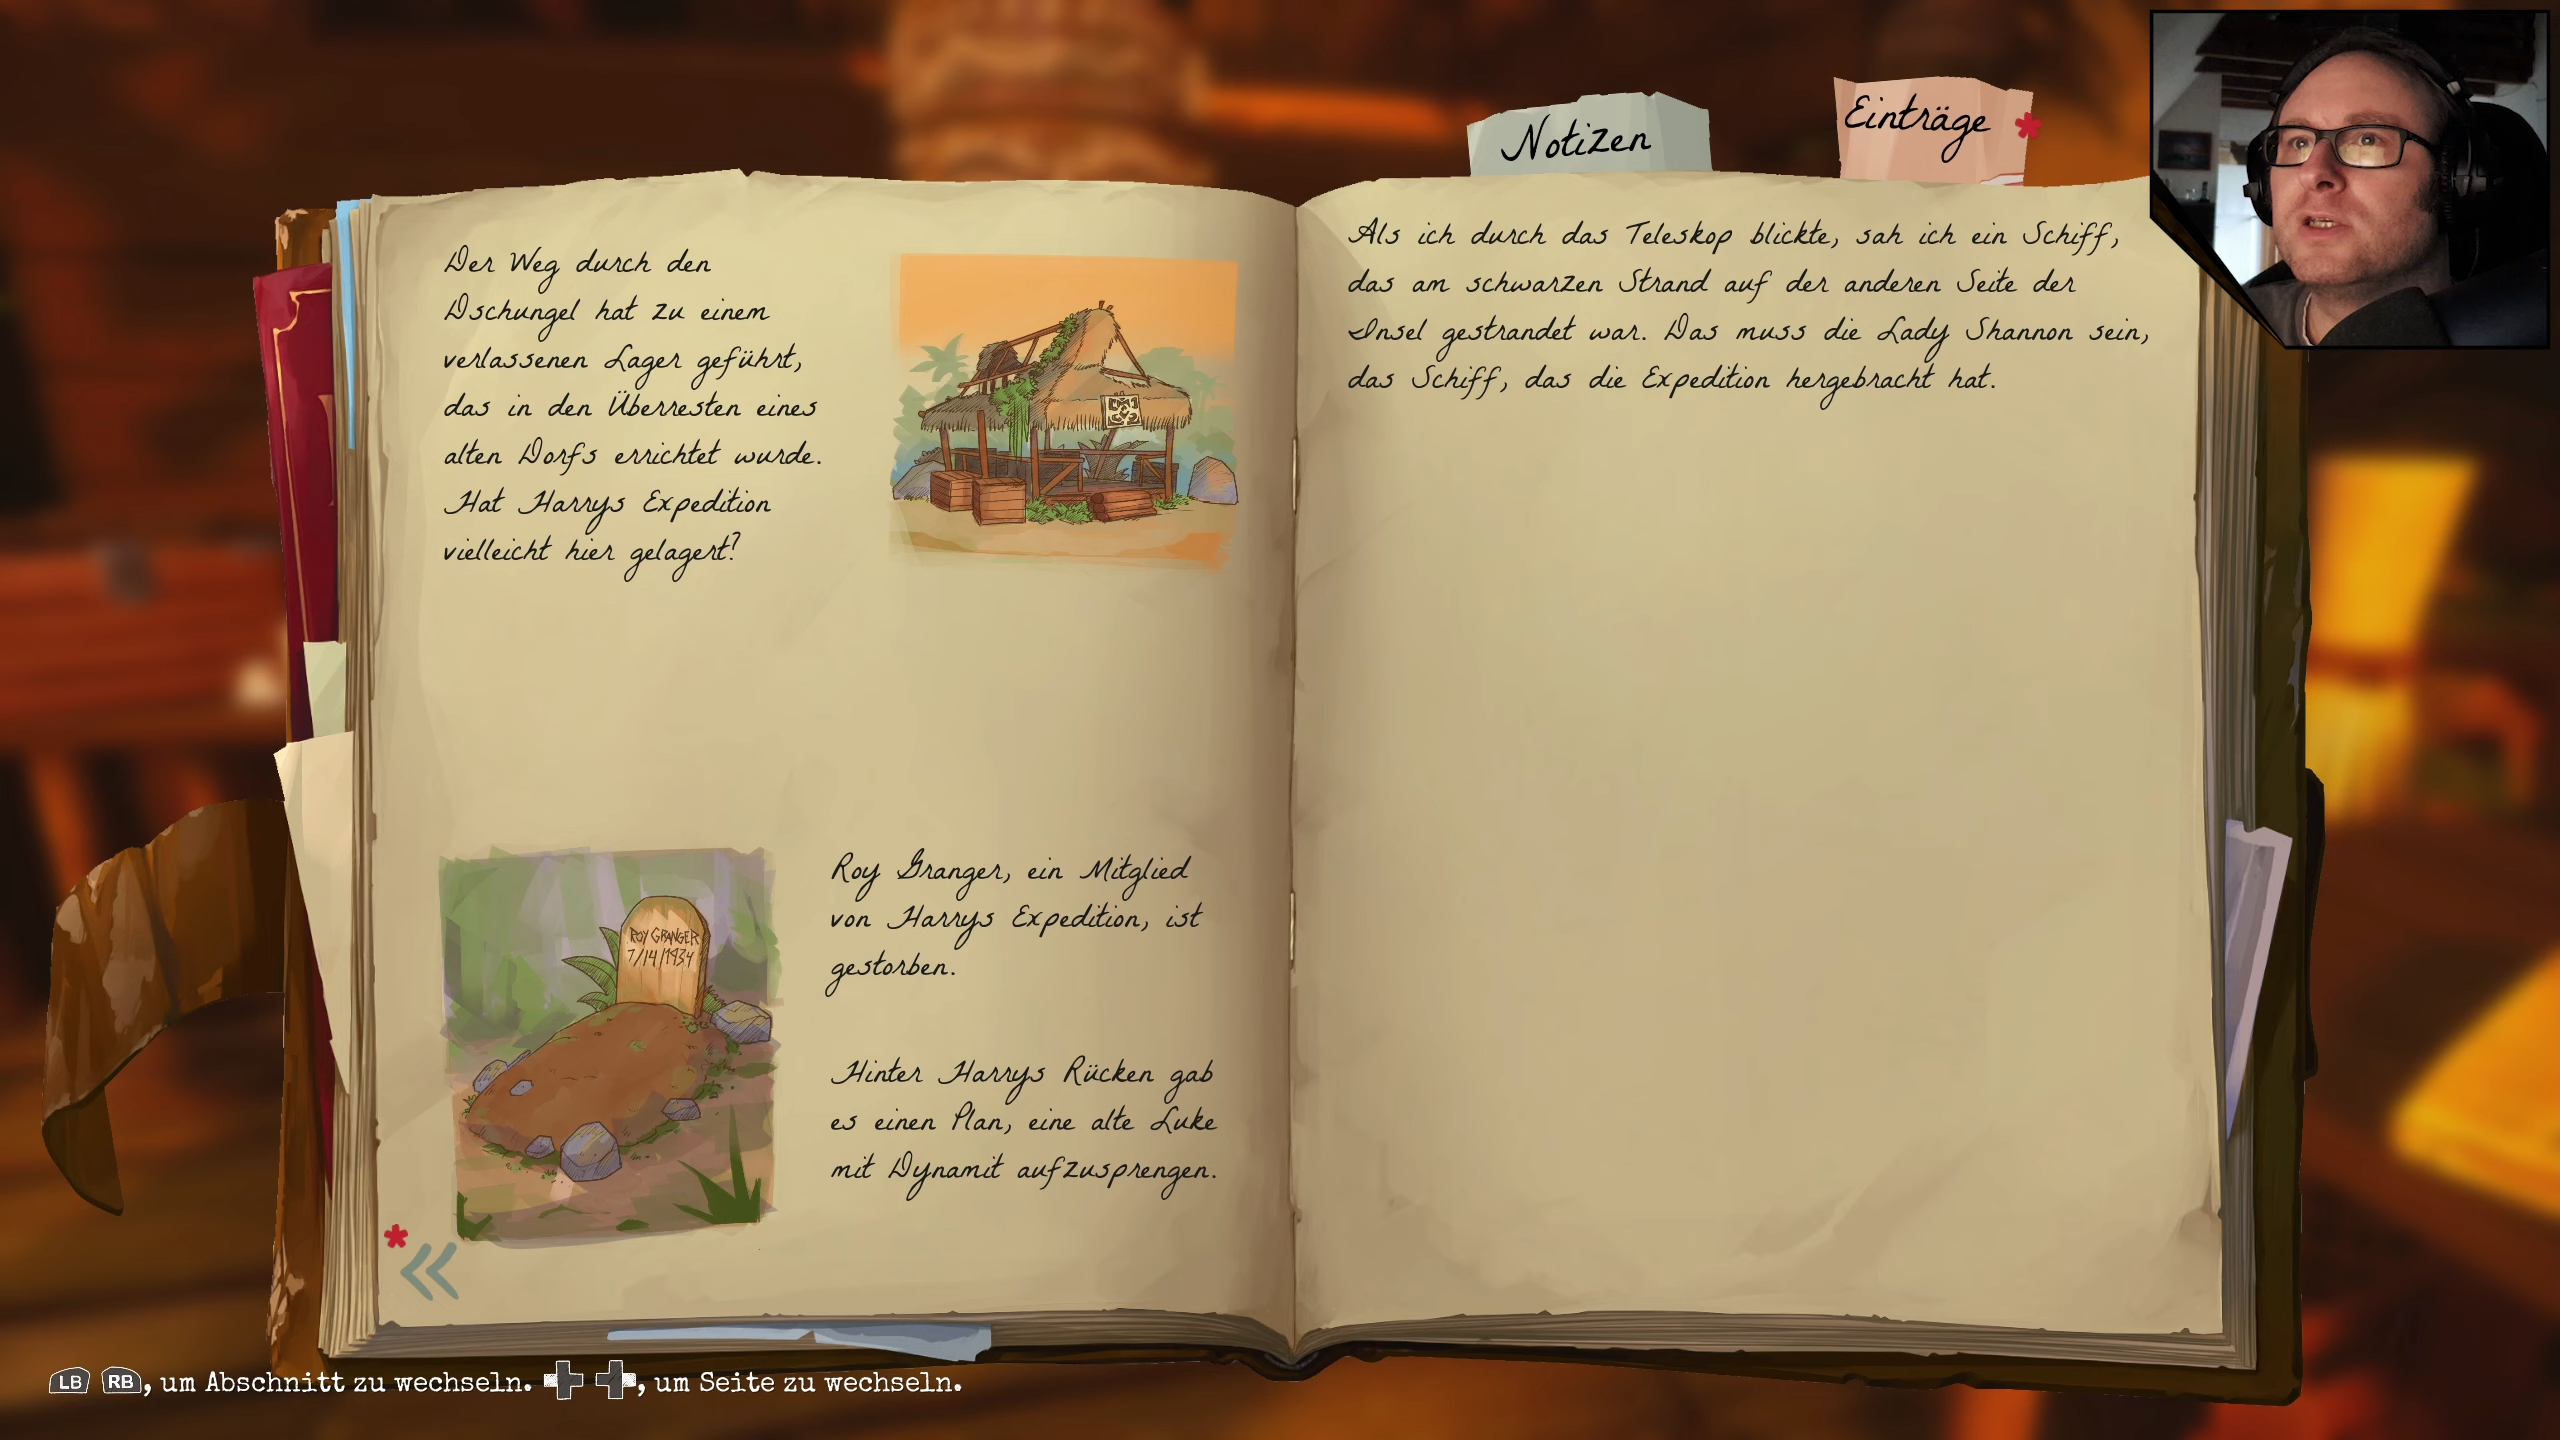 Notizen
Einträge *
Der Weg durch den
Dschungel hat zu einem
verlassenen Lager geführt,
das in den Überresten eines
alten Dorfs errichtet wurde.
Hat Harrys Expedition
vielleicht hier gelagert?
ROY GRANGER
7/14/1934
Roy Granger, ein Mitglied
von Harrys Expedition, ist
gestorben.
Hinter Harrys Rücken gab
es einen Plan, eine alte Luke
mit Dynamit aufzusprengen.
Als ich durch das Teleskop blickte, sah ich ein Schiff,
das am schwarzen Strand auf der anderen Seite der
Insel gestrandet war. Das muss die Lady Shannon sein,
das Schiff, das die Expedition hergebracht hat.
LB RB, um Abschnitt zu wechseln. , um Seite zu wechseln.